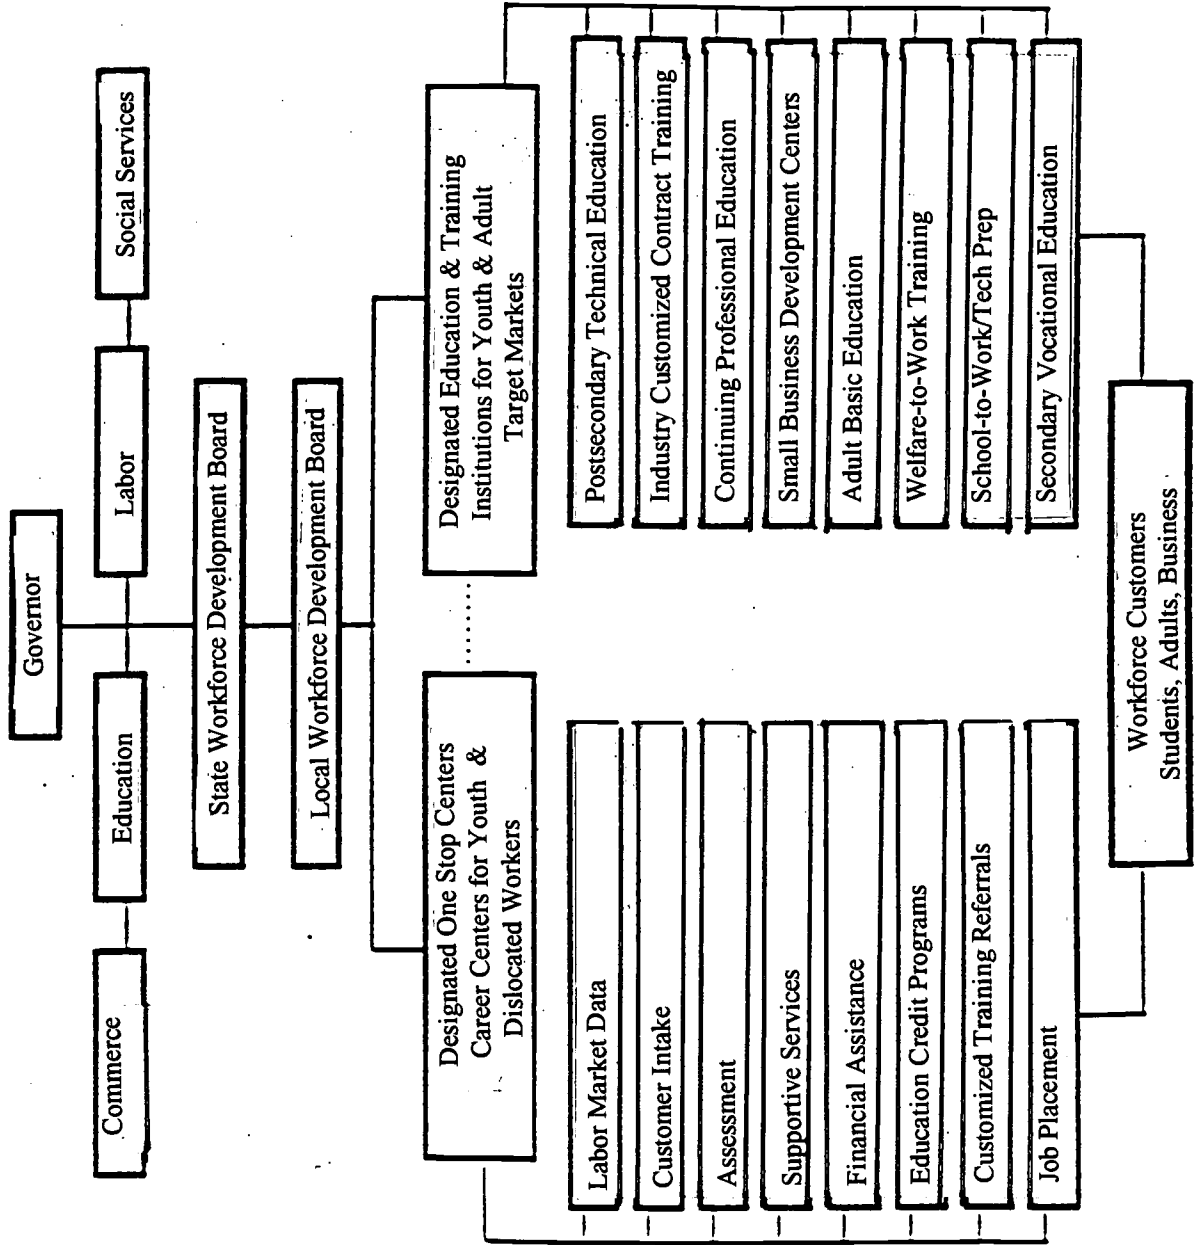 Governor
Commerce
Education
Labor
Social Services
State Workforce Development Board
Local Workforce Development Board
Designated One Stop Centers
Career Centers for Youth &
Dislocated Workers
Designated Education & Training
Institutions for Youth & Adult
Target Markets
Labor Market Data
Customer Intake
Assessment
Supportive Services
Financial Assistance
Education Credit Programs
Customized Training Referrals
Job Placement
Postsecondary Technical Education
Industry Customized Contract Training
Continuing Professional Education
Small Business Development Centers
Adult Basic Education
Welfare-to-Work Training
School-to-Work/Tech Prep
Secondary Vocational Education
Workforce Customers
Students, Adults, Business